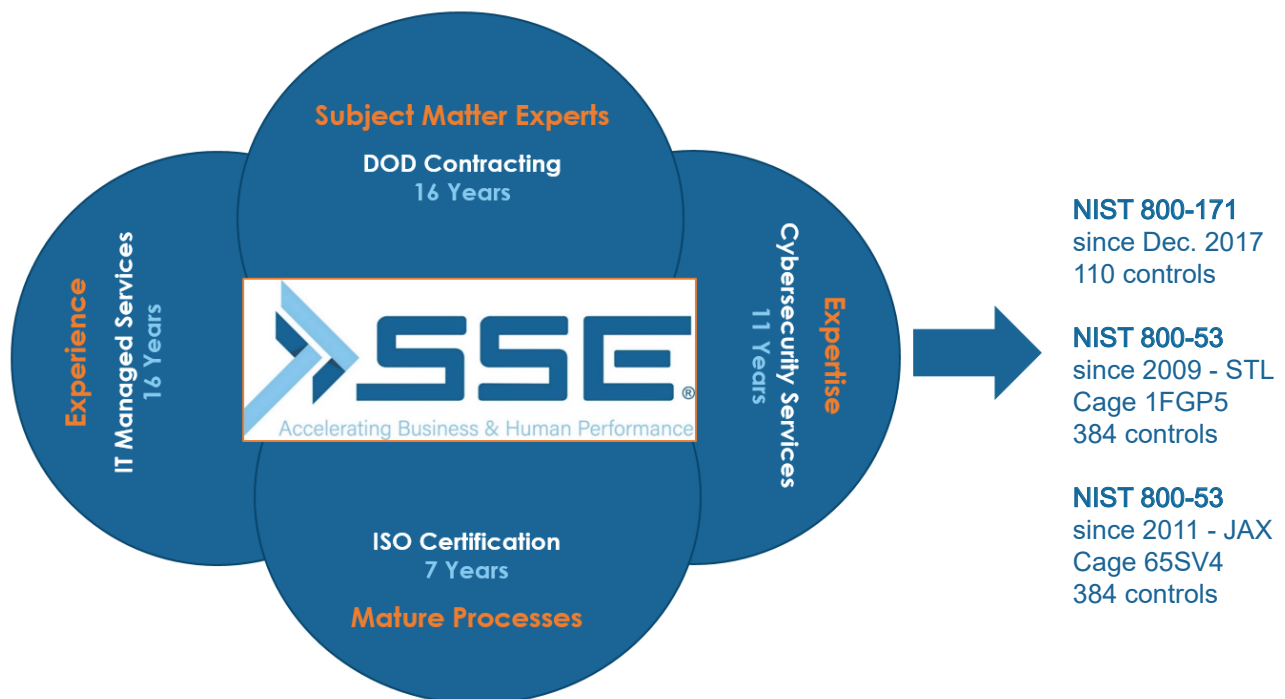 Subject Matter Experts
DOD Contracting
16 Years
Experience
IT Managed Services
16 Years
SSE®
Accelerating Business & Human Performance
Expertise
Cybersecurity Services
11 Years
ISO Certification
7 Years
Mature Processes
NIST 800-171
since Dec. 2017
110 controls
NIST 800-53
since 2009 - STL
Cage 1FGP5
384 controls
NIST 800-53
since 2011 - JAX
Cage 65SV4
384 controls